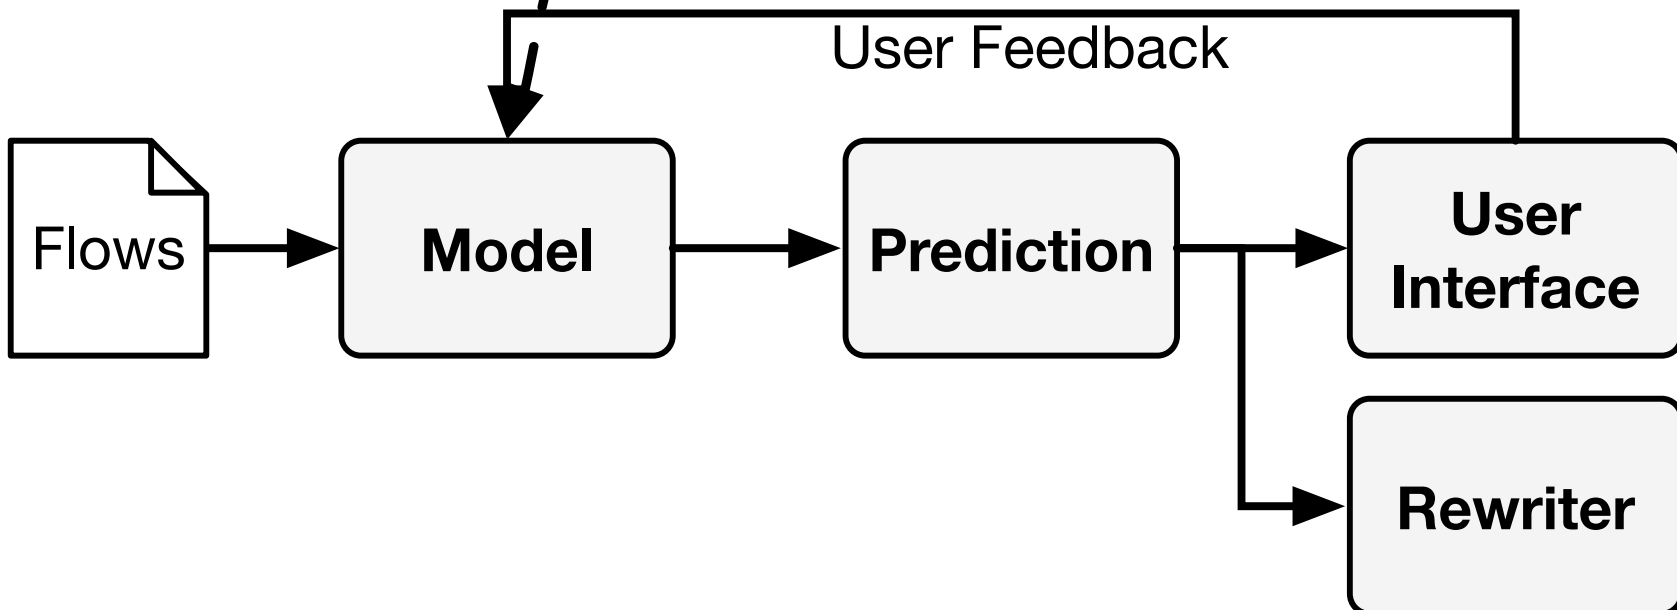 User Feedback
Flows
Model
Prediction
User
Interface
Rewriter